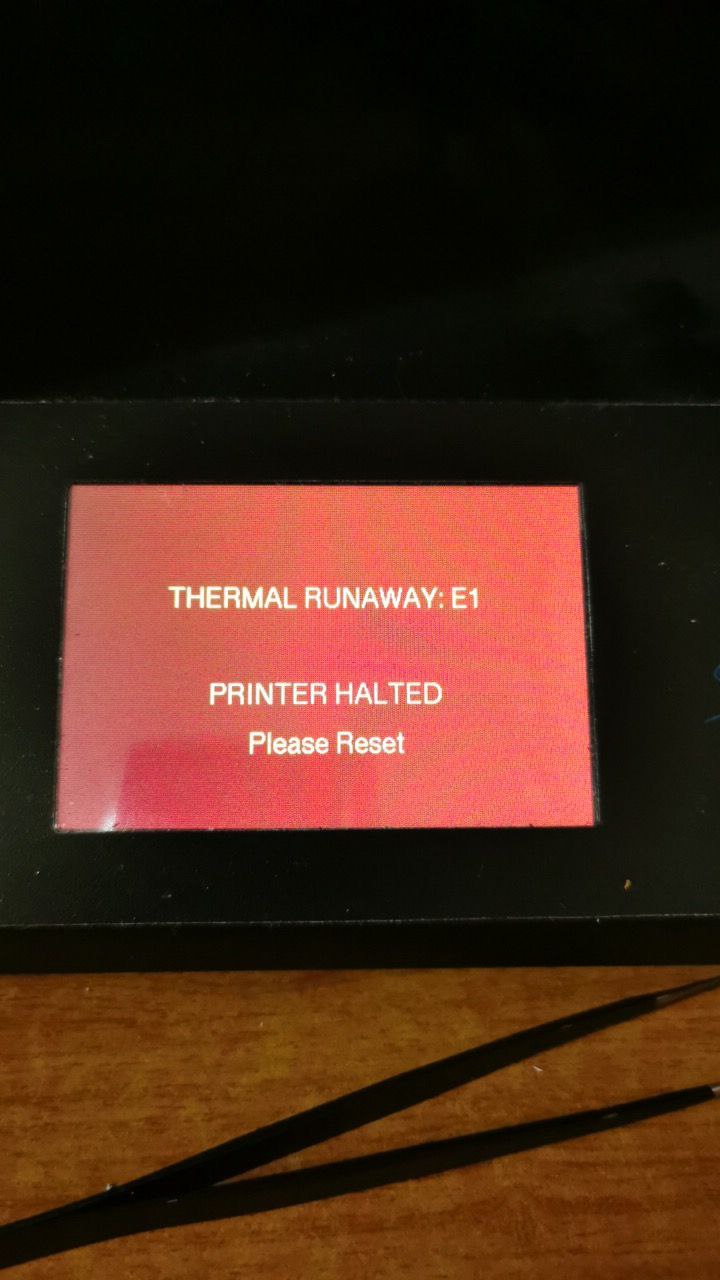 THERMAL RUNAWAY: E1
PRINTER HALTED
Please Reset